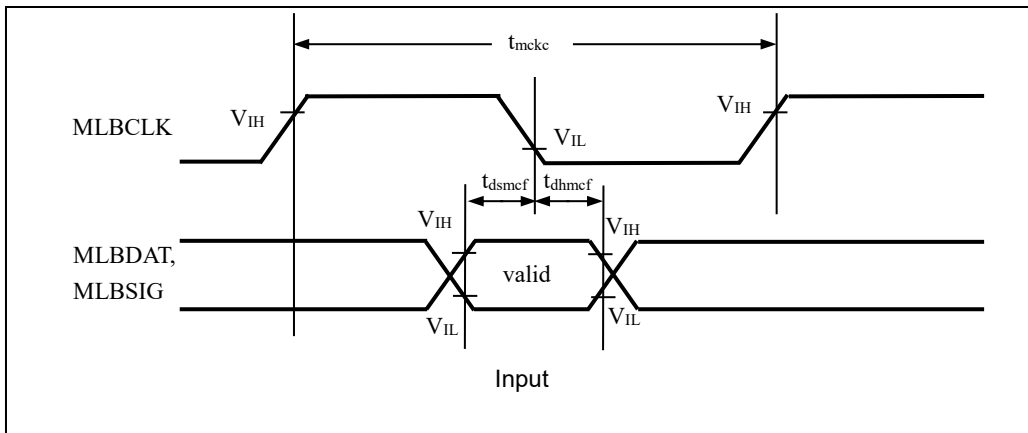 tmckc
VIH
VIH
MLBCLK
VIL
tdsmcf
tdhmcf
VIH
VIH
MLBDAT,
valid
MLBSIG
VIL
VIL
Input